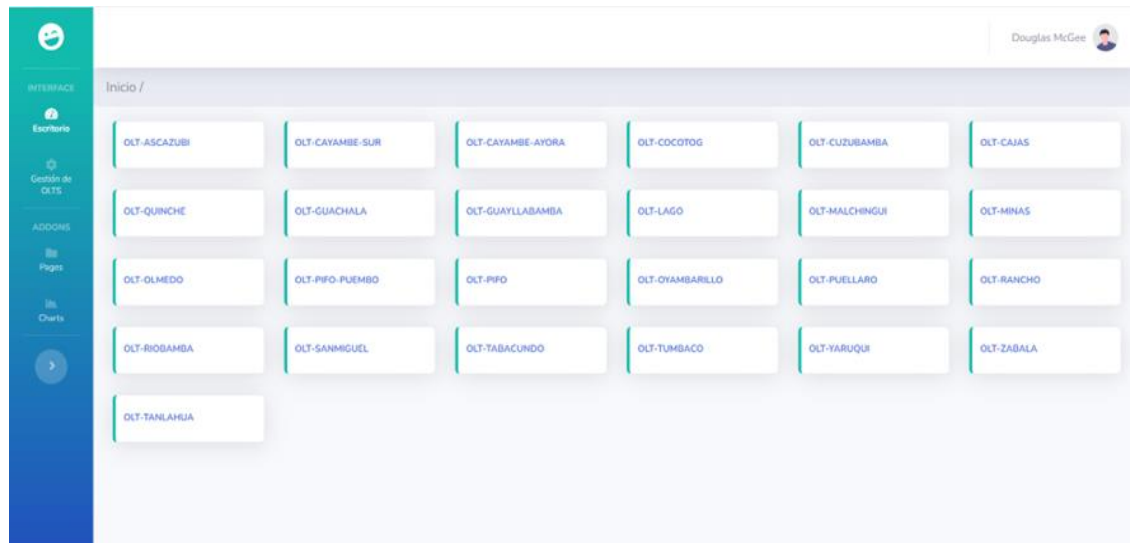 Douglas McGee
INTERFACE
Escritorio
Gestión de
OLTS
ADDONS
Pages
Charts
Inicio /
OLT-ASCAZUBI
OLT-CAYAMBE-SUR
OLT-CAYAMBE-AYORA
OLT-COCOTOG
OLT-CUZUBAMBA
OLT-CAJAS
OLT-QUINCHE
OLT-GUACHALA
OLT-GUAYLLABAMBA
OLT-LAGO
OLT-MALCHINGUI
OLT-MINAS
OLT-OLMEDO
OLT-PIFO-PUEMBO
OLT-PIFO
OLT-OYAMBARILLO
OLT-PUELLARO
OLT-RANCHO
OLT-RIOBAMBA
OLT-SANMIGUEL
OLT-TABACUNDO
OLT-TUMBACO
OLT-YARUQUI
OLT-ZABALA
OLT-TANLAHUA